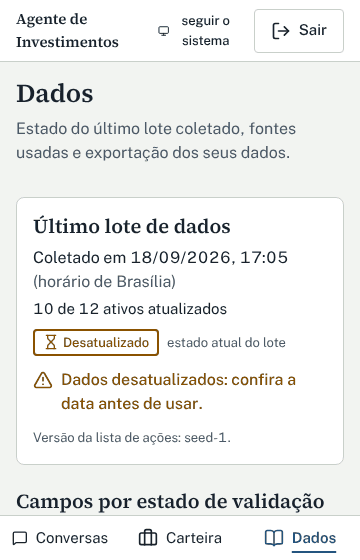 Agente de
Investimentos
seguir o
sistema
Sair
Dados
Estado do último lote coletado, fontes
usadas e exportação dos seus dados.
Último lote de dados
Coletado em 18/09/2026, 17:05
(horário de Brasília)
10 de 12 ativos atualizados
Desatualizado estado atual do lote
Dados desatualizados: confira a
data antes de usar.
Versão da lista de ações: seed-1.
Campos por estado de validação
Conversas Carteira Dados